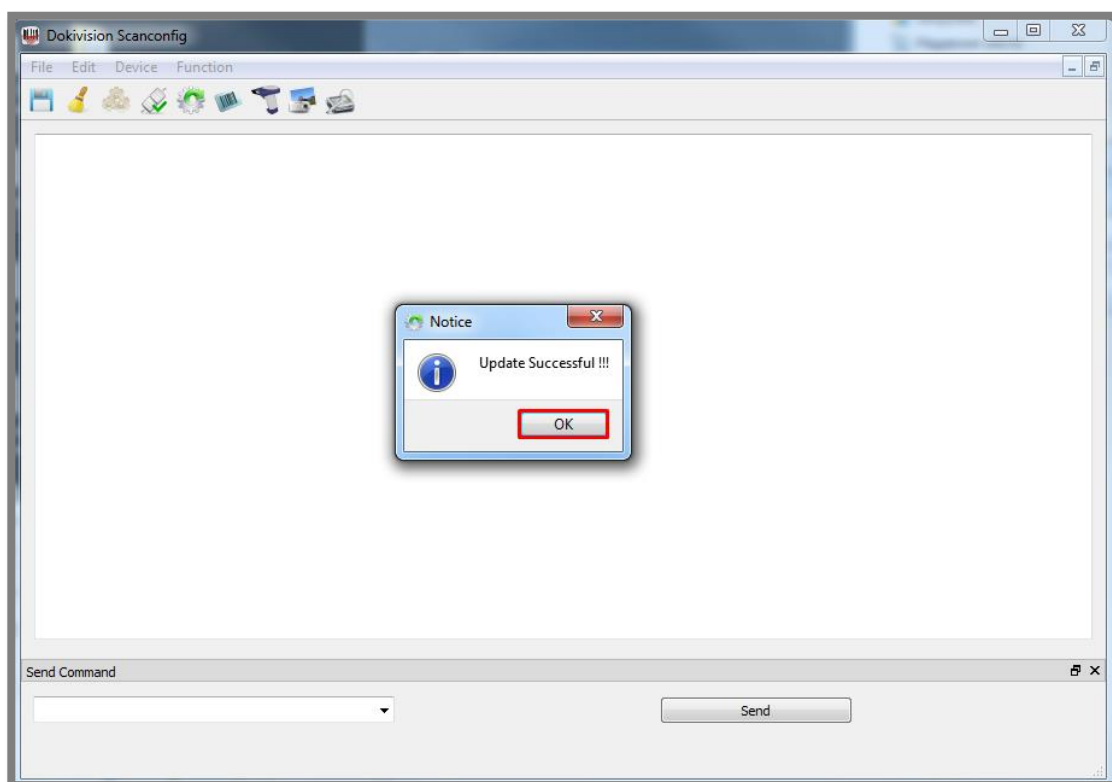 Dokivision Scanconfig
File Edit Device Function
Notice
Update Successful !!!
OK
Send Command
Send